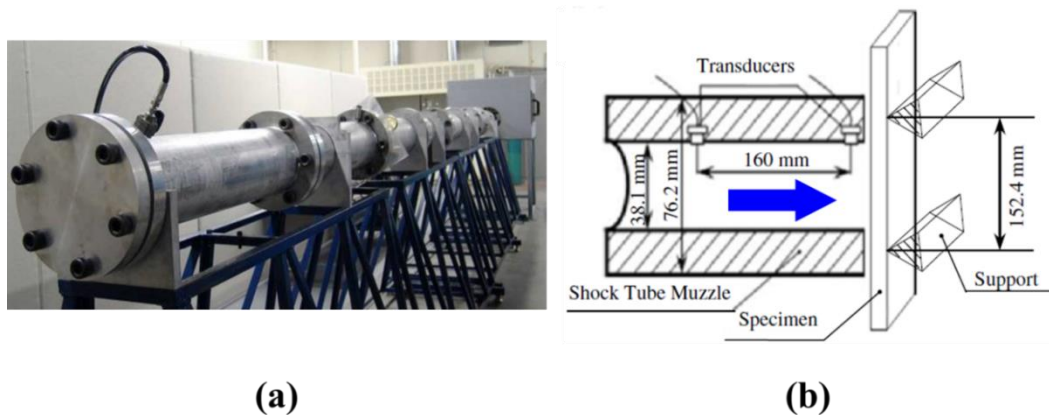 Transducers
160 mm
38.1 mm
76.2 mm
152.4 mm
Shock Tube Muzzle
Specimen
Support
(a)
(b)